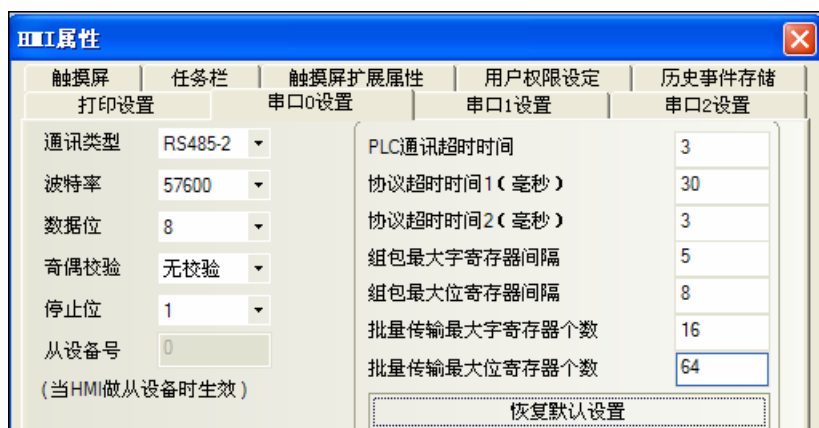 HMI属性
触摸屏 任务栏 触摸屏扩展属性 用户权限设定 历史事件存储
打印设置 串口0设置 串口1设置 串口2设置
通讯类型 RS485-2
波特率 57600
数据位 8
奇偶校验 无校验
停止位 1
从设备号 0
(当HMI做从设备时生效)
PLC通讯超时时间 3
协议超时时间1(毫秒) 30
协议超时时间2(毫秒) 3
组包最大字寄存器间隔 5
组包最大位寄存器间隔 8
批量传输最大字寄存器个数 16
批量传输最大位寄存器个数 64
恢复默认设置